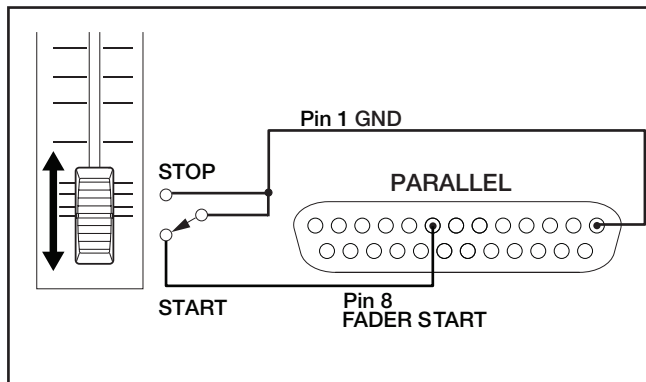 Pin 1 GND
STOP
PARALLEL
START
Pin 8
FADER START